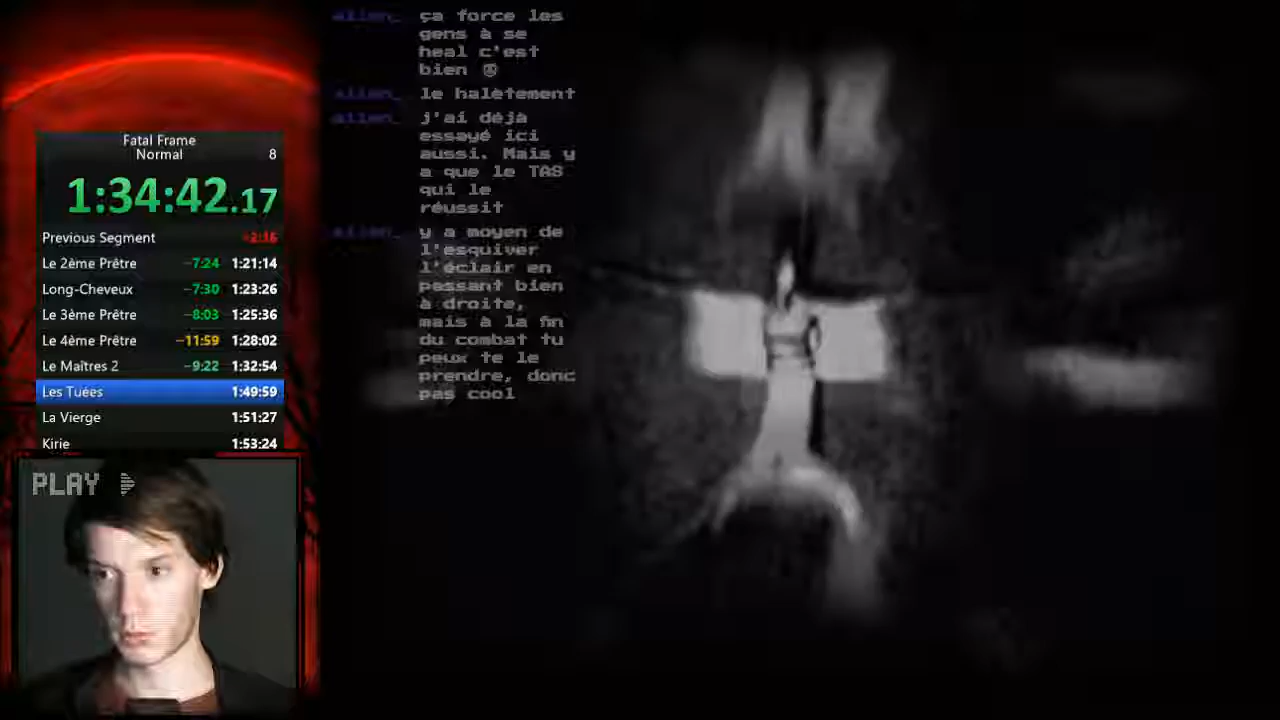 Fatal Frame
Normal 8
1:34:42.17
Previous Segment -2:16
Le 2ème Prêtre −7:24 1:21:14
Long-Cheveux −7:30 1:23:26
Le 3ème Prêtre −8:03 1:25:36
Le 4ème Prêtre −11:59 1:28:02
Le Maîtres 2 −9:22 1:32:54
Les Tuées 1:49:59
La Vierge 1:51:27
Kirie 1:53:24
PLAY
alien_ ça force les
gens à se
heal c'est
bien
alien_ le halètement
alien_ j'ai déjà
essayé ici
aussi. Mais y
a que le TAS
qui le
réussit
alien_ y a moyen de
l'esquiver
l'éclair en
passant bien
à droite,
mais à la fin
du combat tu
peux te le
prendre, donc
pas cool